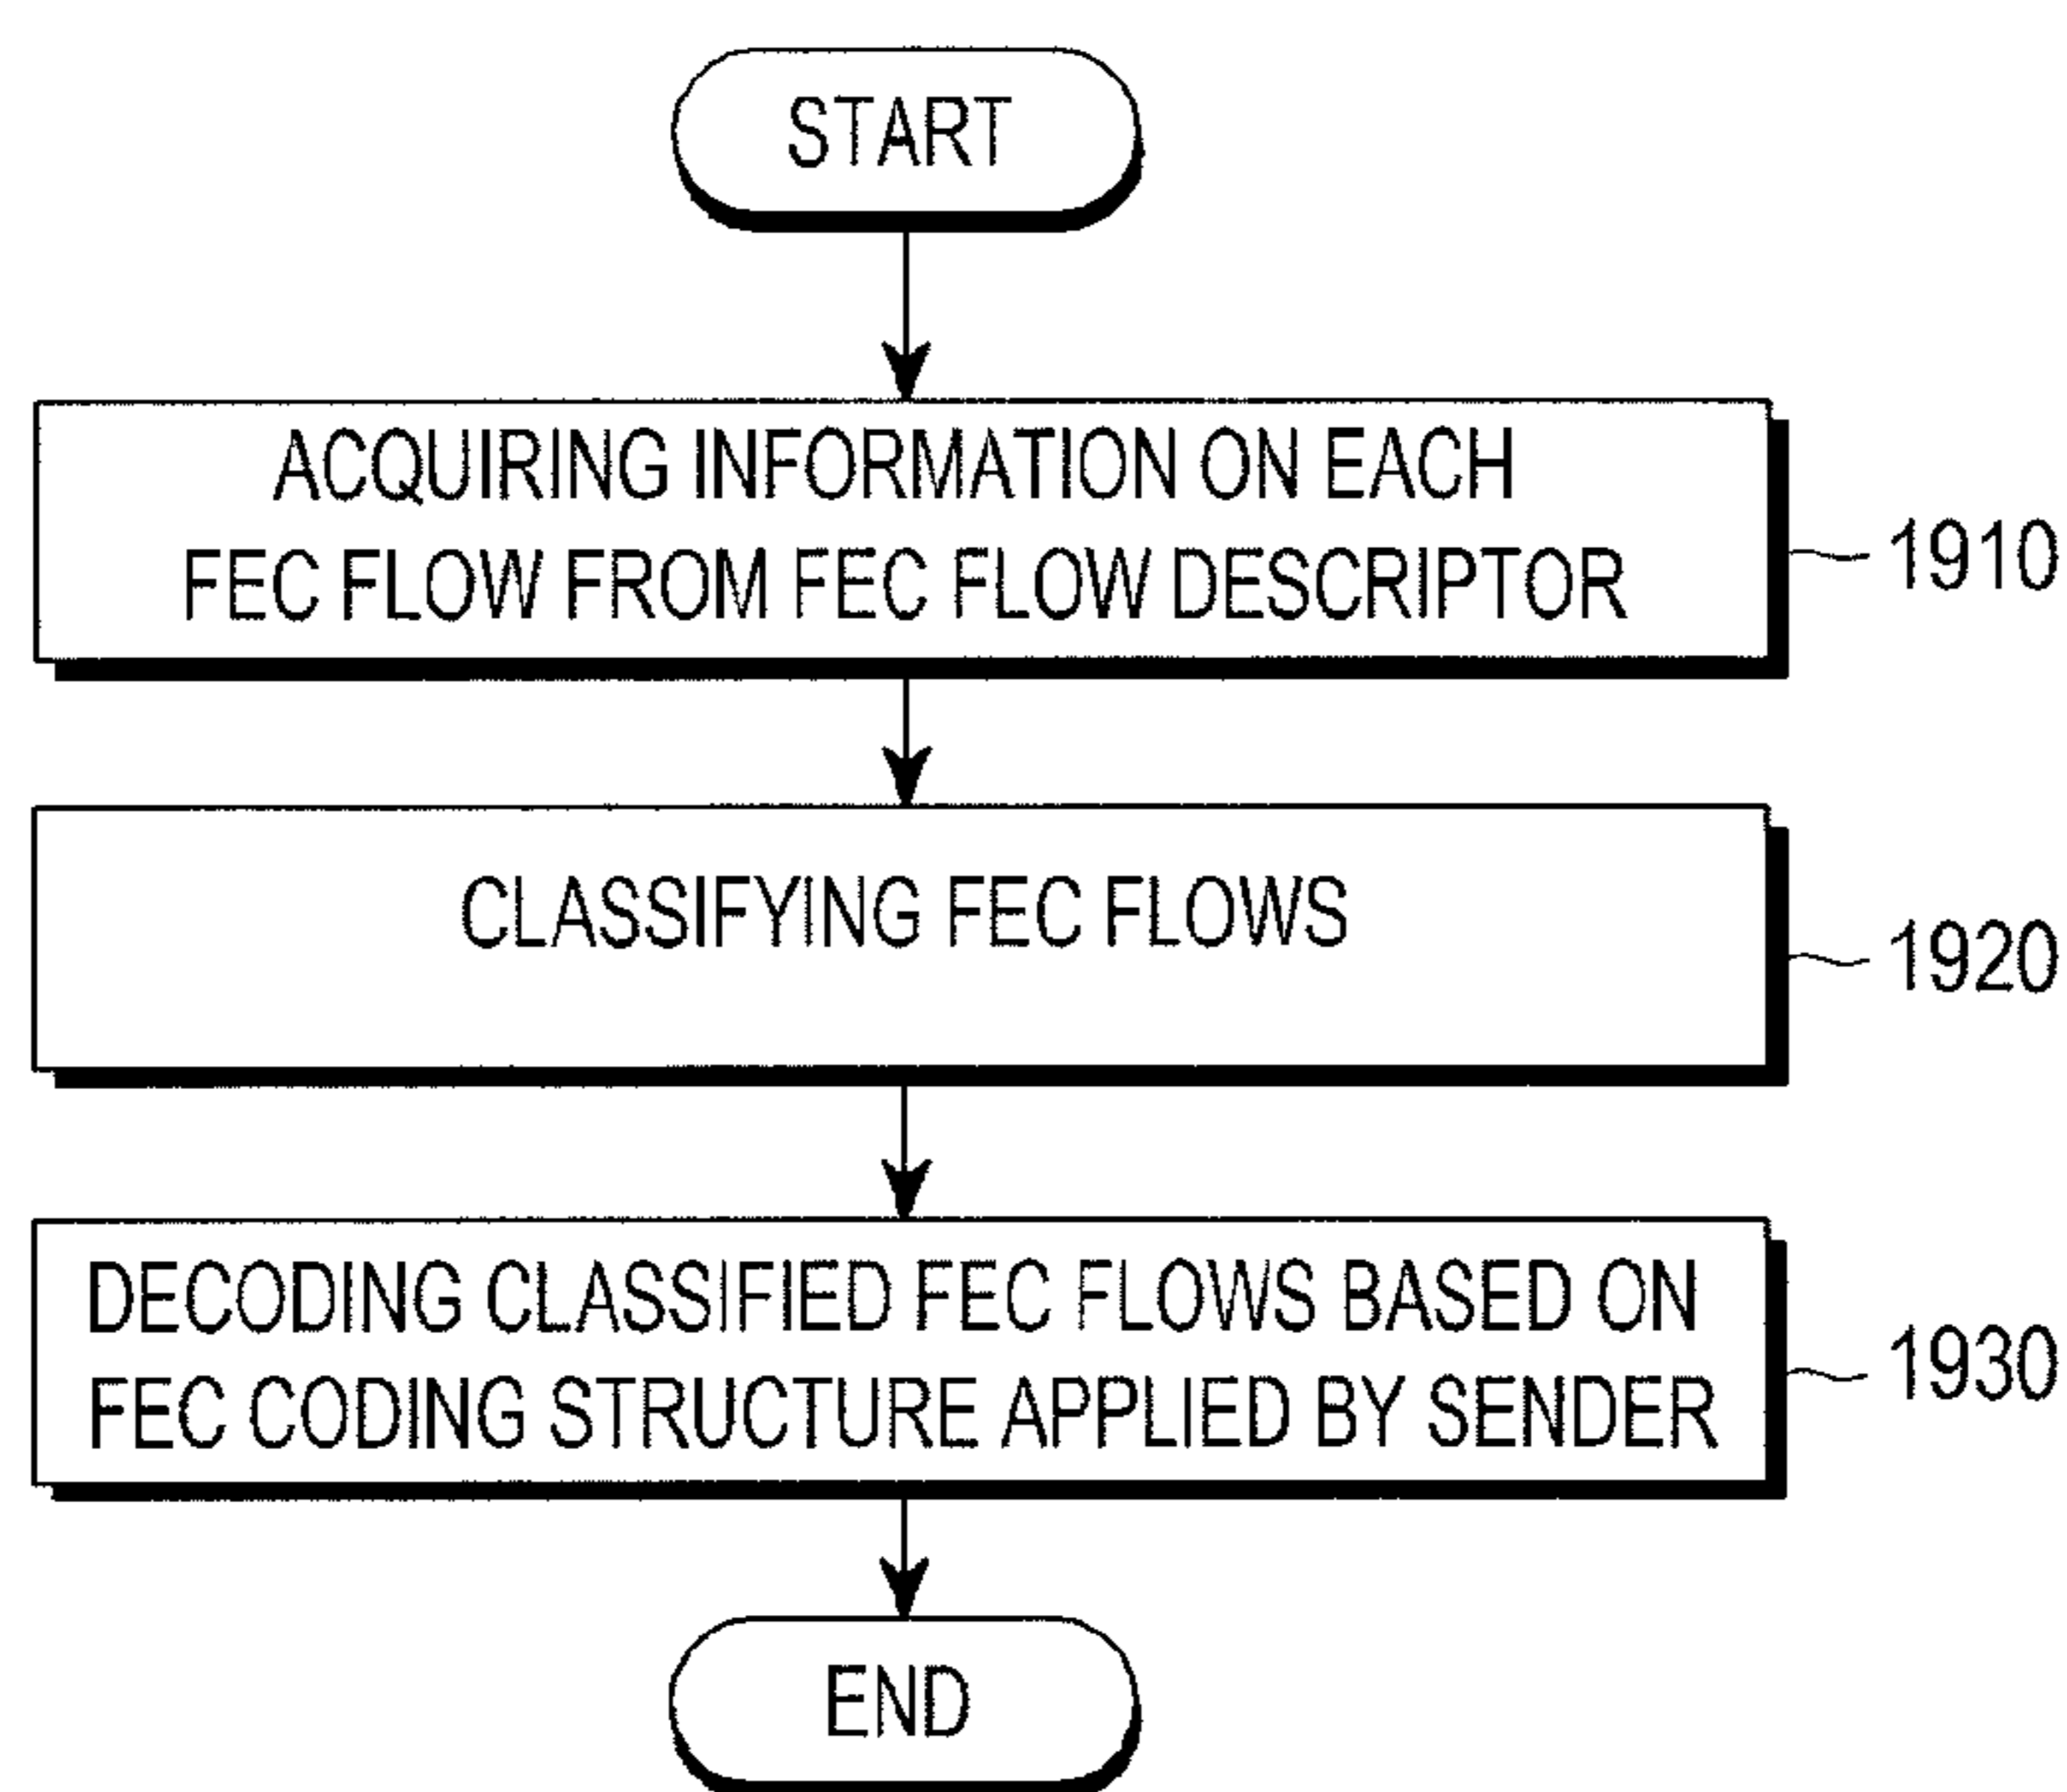 START
ACQUIRING INFORMATION ON EACH
FEC FLOW FROM FEC FLOW DESCRIPTOR
1910
CLASSIFYING FEC FLOWS
1920
DECODING CLASSIFIED FEC FLOWS BASED ON
FEC CODING STRUCTURE APPLIED BY SENDER
1930
END